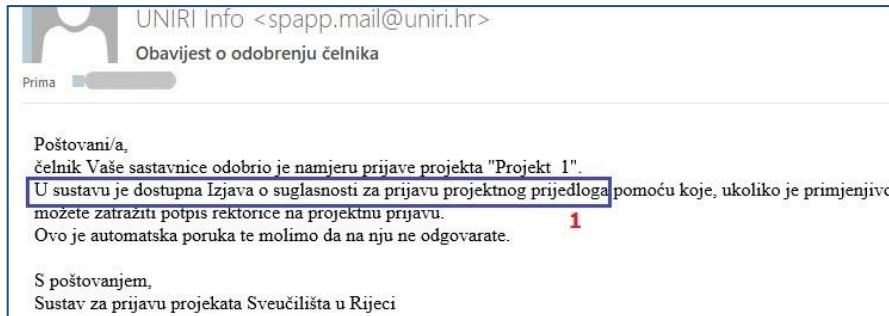 UNIRI Info <spapp.mail@uniri.hr>
Obavijest o odobrenju čelnika
Prima
Poštovani/a,
čelnik Vaše sastavnice odobrio je namjeru prijave projekta "Projekt 1".
U sustavu je dostupna Izjava o suglasnosti za prijavu projektnog prijedloga pomoću koje, ukoliko je primjenjivo
možete zatražiti potpis rektorice na projektnu prijavu.
1
Ovo je automatska poruka te molimo da na nju ne odgovarate.
S poštovanjem,
Sustav za prijavu projekata Sveučilišta u Rijeci